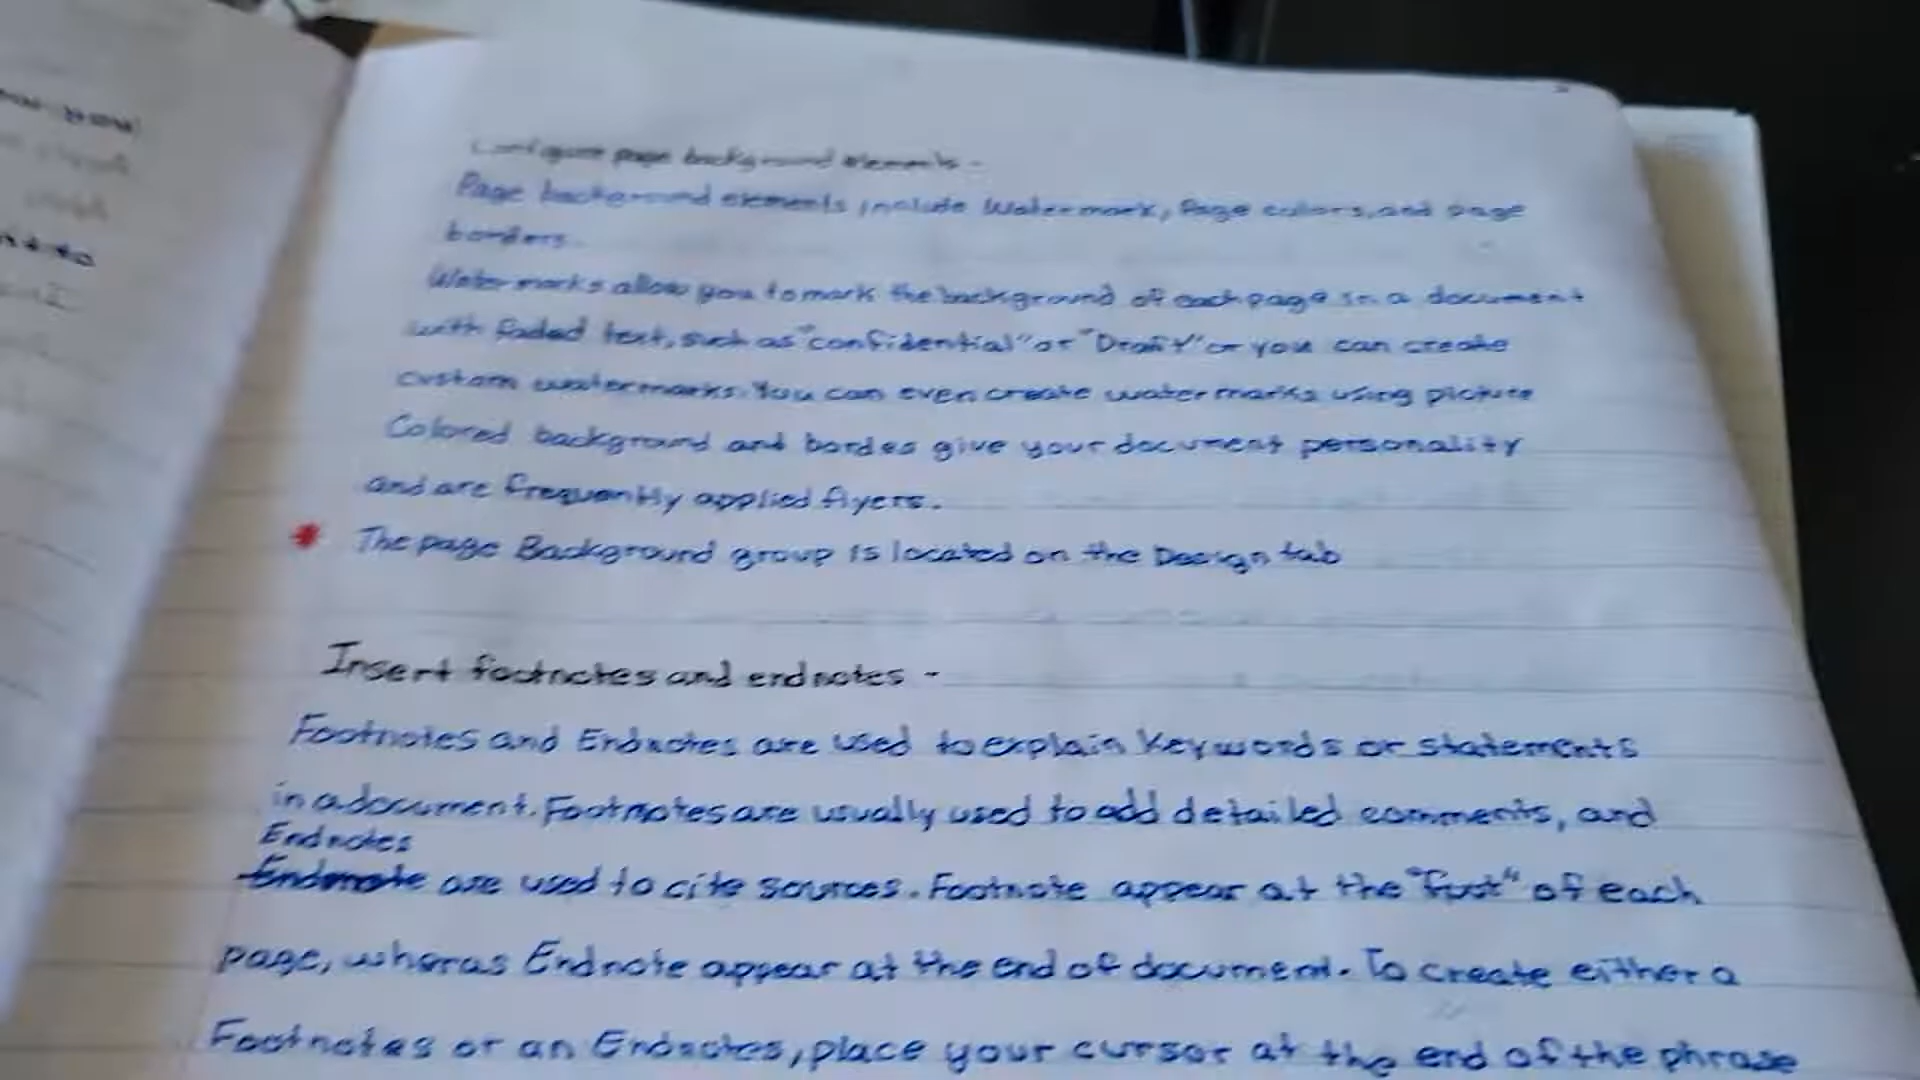 Configure page background elements -
Page background elements include Watermark, Page colors, and page
borders.
Watermarks allow you to mark the background of each page in a document
with faded text, such as "confidential" or "Draft" or you can create
custom watermarks. You can even create watermarks using picture
Colored background and bordes give your document personality
and are frequently applied flyers.
* The page Background group is located on the Design tab
Insert footnotes and endnotes -
Footnotes and Endnotes are used to explain Keywords or statements
in a document. Footnotes are usually used to add detailed comments, and
Endnotes
Endnote are used to cite sources. Footnote appear at the "foot" of each
page, wheras Endnote appear at the end of document. To create either a
Footnotes or an Endnotes, place your cursor at the end of the phrase